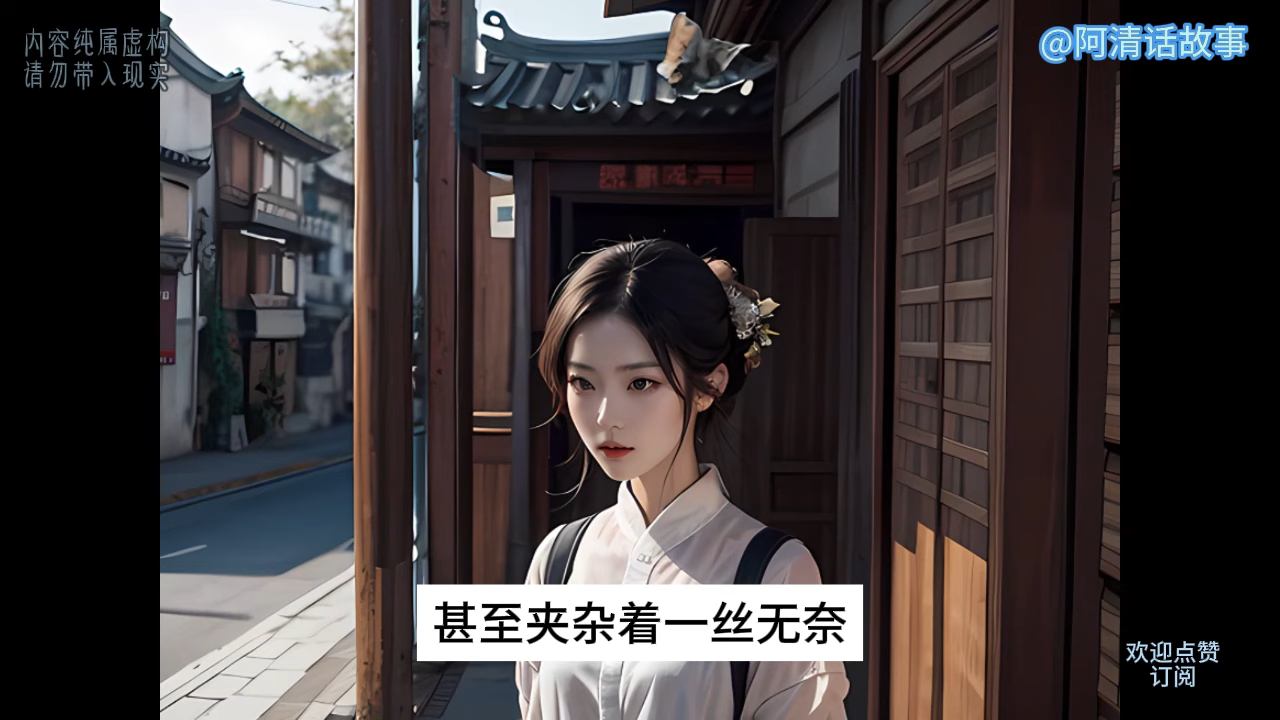 内容纯属虚构
请勿带入现实
@阿清话故事
甚至夹杂着一丝无奈
欢迎点赞
订阅